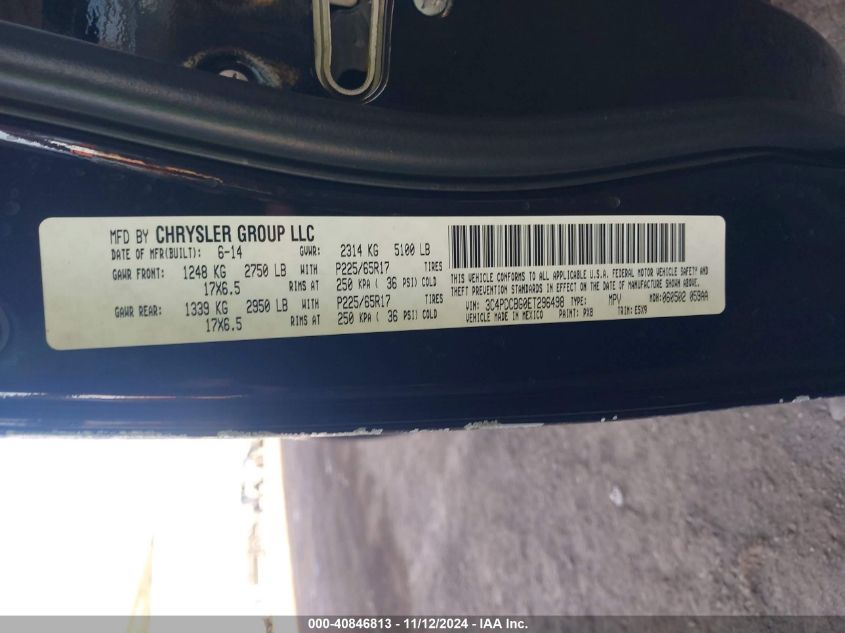 MFD BY CHRYSLER GROUP LLC
DATE OF MFR(BUILT): 6-14 GVWR: 2314 KG 5100 LB
GAWR FRONT: 1248 KG 2750 LB WITH P225/65R17 TIRES
17X6.5 RIMS AT 250 KPA ( 36 PSI) COLD
GAWR REAR: 1339 KG 2950 LB WITH P225/65R17 TIRES
17X6.5 RIMS AT 250 KPA ( 36 PSI) COLD
THIS VEHICLE CONFORMS TO ALL APPLICABLE U.S.A. FEDERAL MOTOR VEHICLE SAFETY AND
THEFT PREVENTION STANDARDS IN EFFECT ON THE DATE OF MANUFACTURE SHOWN ABOVE.
VIN: 3C4PDCBG0ET296498 TYPE: MPV MDH: 060502 059AA
VEHICLE MADE IN MEXICO PAINT: PX8 TRIM: E5X9
000-40846813 - 11/12/2024 - IAA Inc.